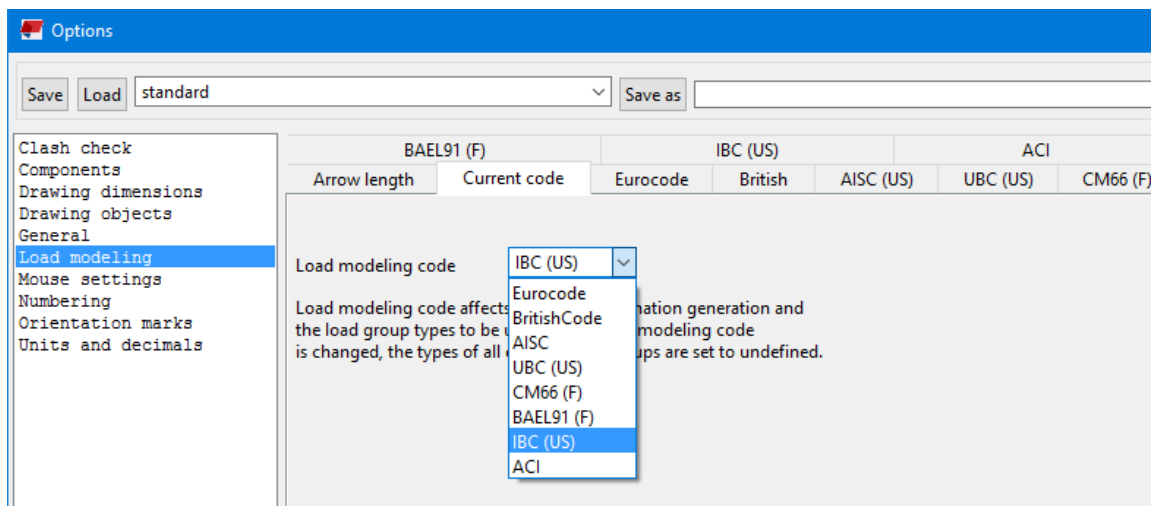 Options
Save
Load
standard
Save as
Clash check
Components
Drawing dimensions
Drawing objects
General
Load modeling
Mouse settings
Numbering
Orientation marks
Units and decimals
BAEL91 (F)
IBC (US)
ACI
Arrow length
Current code
Eurocode
British
AISC (US)
UBC (US)
CM66 (F)
Load modeling code
IBC (US)
Load modeling code affects
generation and
the load group types to be
modeling code
is changed, the types of all
are set to undefined.
Eurocode
BritishCode
AISC
UBC (US)
CM66 (F)
BAEL91 (F)
IBC (US)
ACI